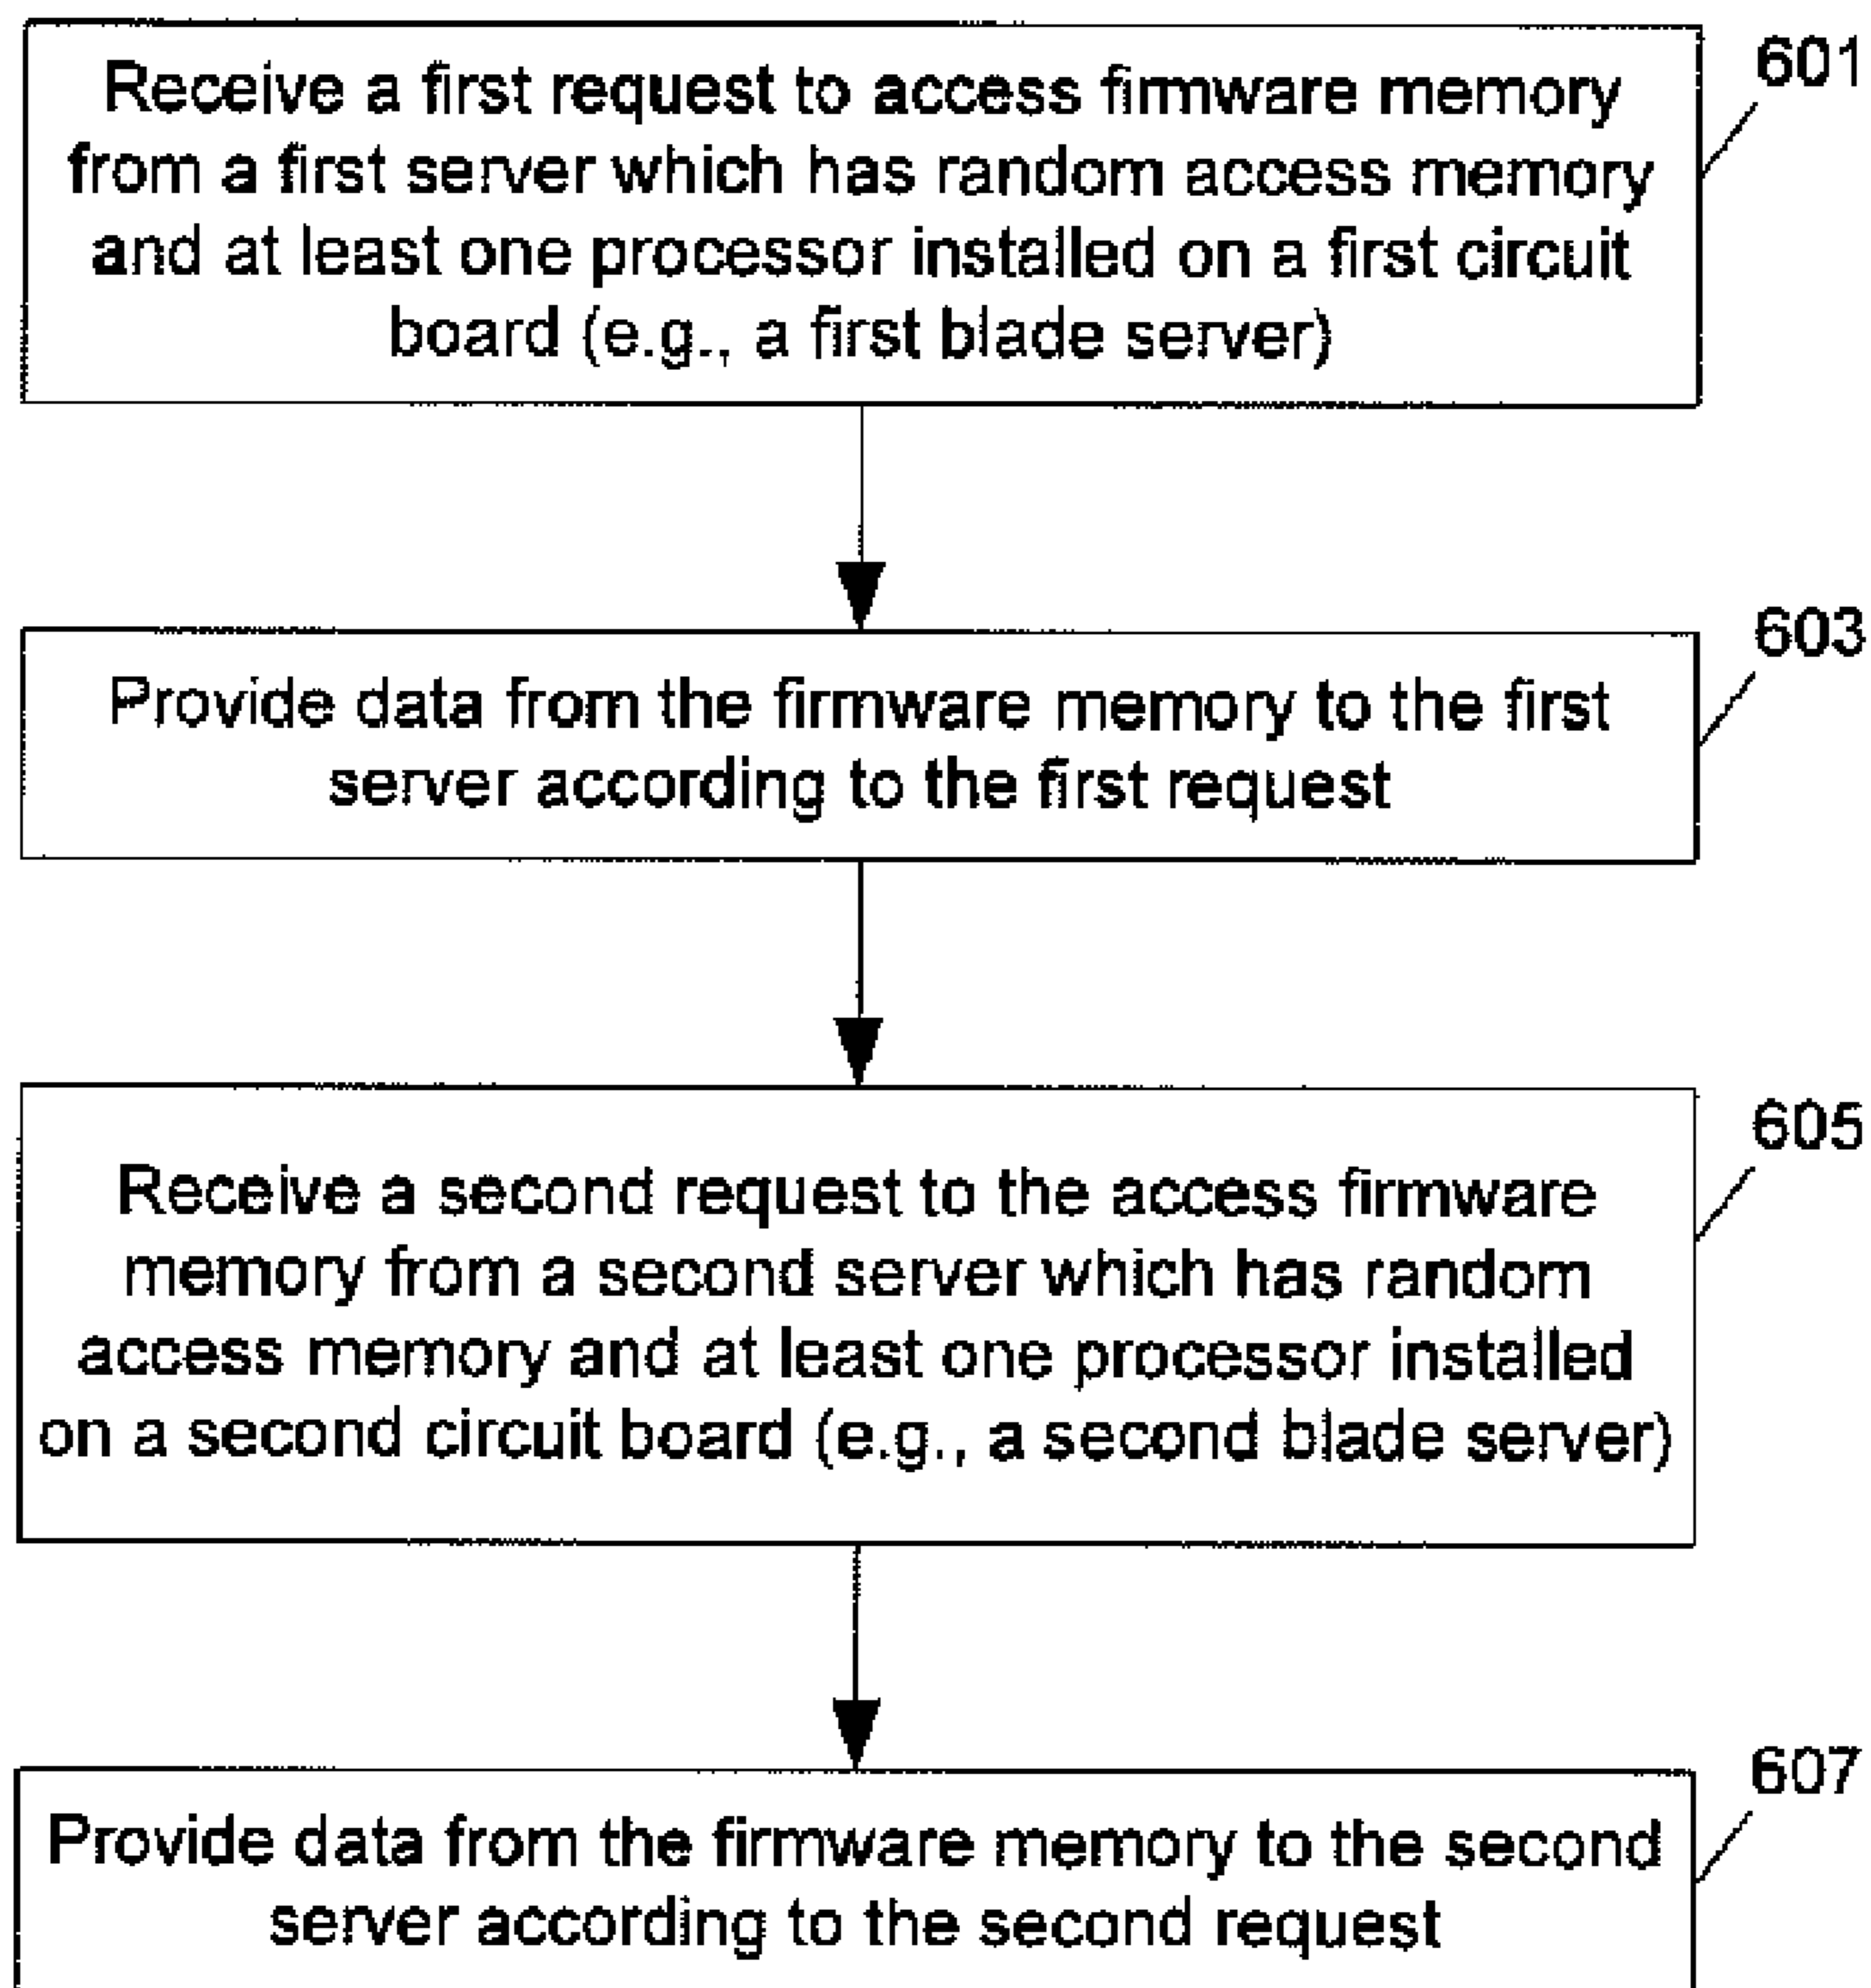 Receive a first request to access firmware memory
from a first server which has random access memory
and at least one processor installed on a first circuit
board (e.g., a first blade server)
601
Provide data from the firmware memory to the first
server according to the first request
603
Receive a second request to the access firmware
memory from a second server which has random
access memory and at least one processor installed
on a second circuit board (e.g., a second blade server)
605
Provide data from the firmware memory to the second
server according to the second request
607